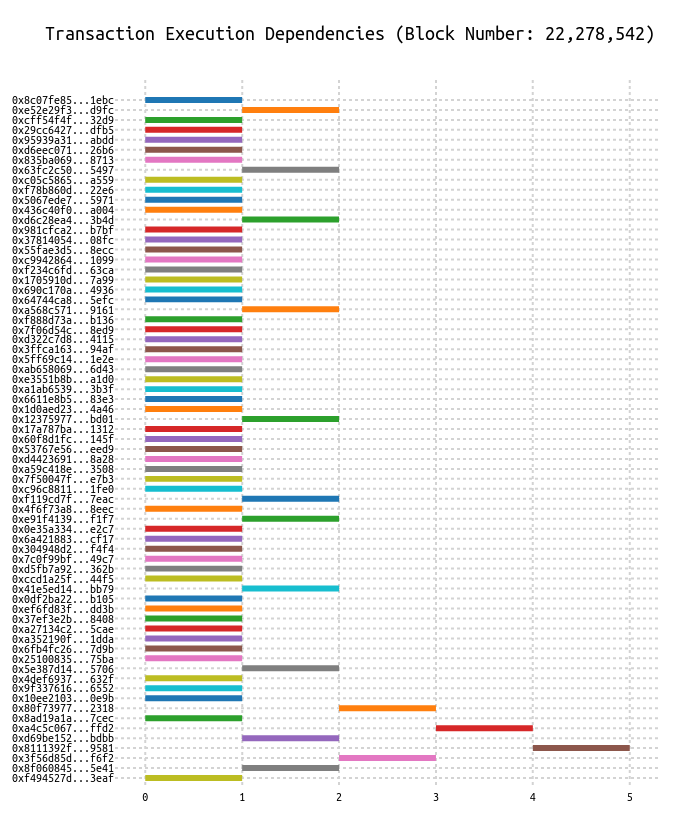 Transaction Execution Dependencies (Block Number: 22,278,542)
0x8c07fe85...1ebc
0xe52e29f3...d9fc
0xcff54f4f...32d9
0x29cc6427...dfb5
0x95939a31...abdd
0xd6eec071...26b6
0x835ba069...8713
0x63fc2c50...5497
0xc05c5865...a559
0xf78b860d...22e6
0x5067ede7...5971
0x436c40f0...a004
0xd6c28ea4...3b4d
0x981cfca2...b7bf
0x37814054...08fc
0x55fae3d5...8ecc
0xc9942864...1099
0xf234c6fd...63ca
0x1705910d...7a99
0x690c170a...4936
0x64744ca8...5efc
0xa568c571...9161
0xf888d73a...b136
0x7f06d54c...8ed9
0xd322c7d8...4115
0x3ffca163...94af
0x5ff69c14...1e2e
0xab658069...6d43
0xe3551b8b...a1d0
0xa1ab6539...3b3f
0x6611e8b5...83e3
0x1d0aed23...4a46
0x12375977...bd01
0x17a787ba...1312
0x60f8d1fc...145f
0x53767e56...eed9
0xd4423691...8a28
0xa59c418e...3508
0x7f50047f...e7b3
0xc96c8811...1fe0
0xf119cd7f...7eac
0x4f6f73a8...8eec
0xe91f4139...f1f7
0x0e35a334...e2c7
0x6a421883...cf17
0x304948d2...f4f4
0x7c0f99bf...49c7
0xd5fb7a92...362b
0xccd1a25f...44f5
0x41e5ed14...bb79
0x0df2ba22...b105
0xef6fd83f...dd3b
0x37ef3e2b...8408
0xa27134c2...5cae
0xa352190f...1dda
0x6fb4fc26...7d9b
0x25100835...75ba
0x5e387d14...5706
0x4def6937...632f
0x9f337616...6552
0x10ee2103...0e9b
0x80f73977...2318
0x8ad19a1a...7cec
0xa4c5c067...ffd2
0xd69be152...bdbb
0x8111392f...9581
0x3f56d85d...f6f2
0x8f060845...5e41
0xf494527d...3eaf
0 1 2 3 4 5